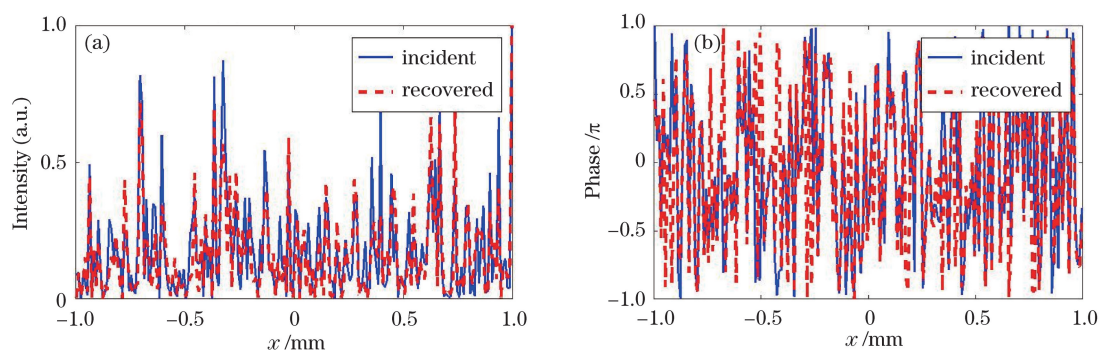 (a)
incident
recovered
Intensity (a.u.)
1.0
0.5
0
−1.0 −0.5 0 0.5 1.0
x /mm
(b)
incident
recovered
Phase /π
1.0
0.5
0
−0.5
−1.0
−1.0 −0.5 0 0.5 1.0
x /mm